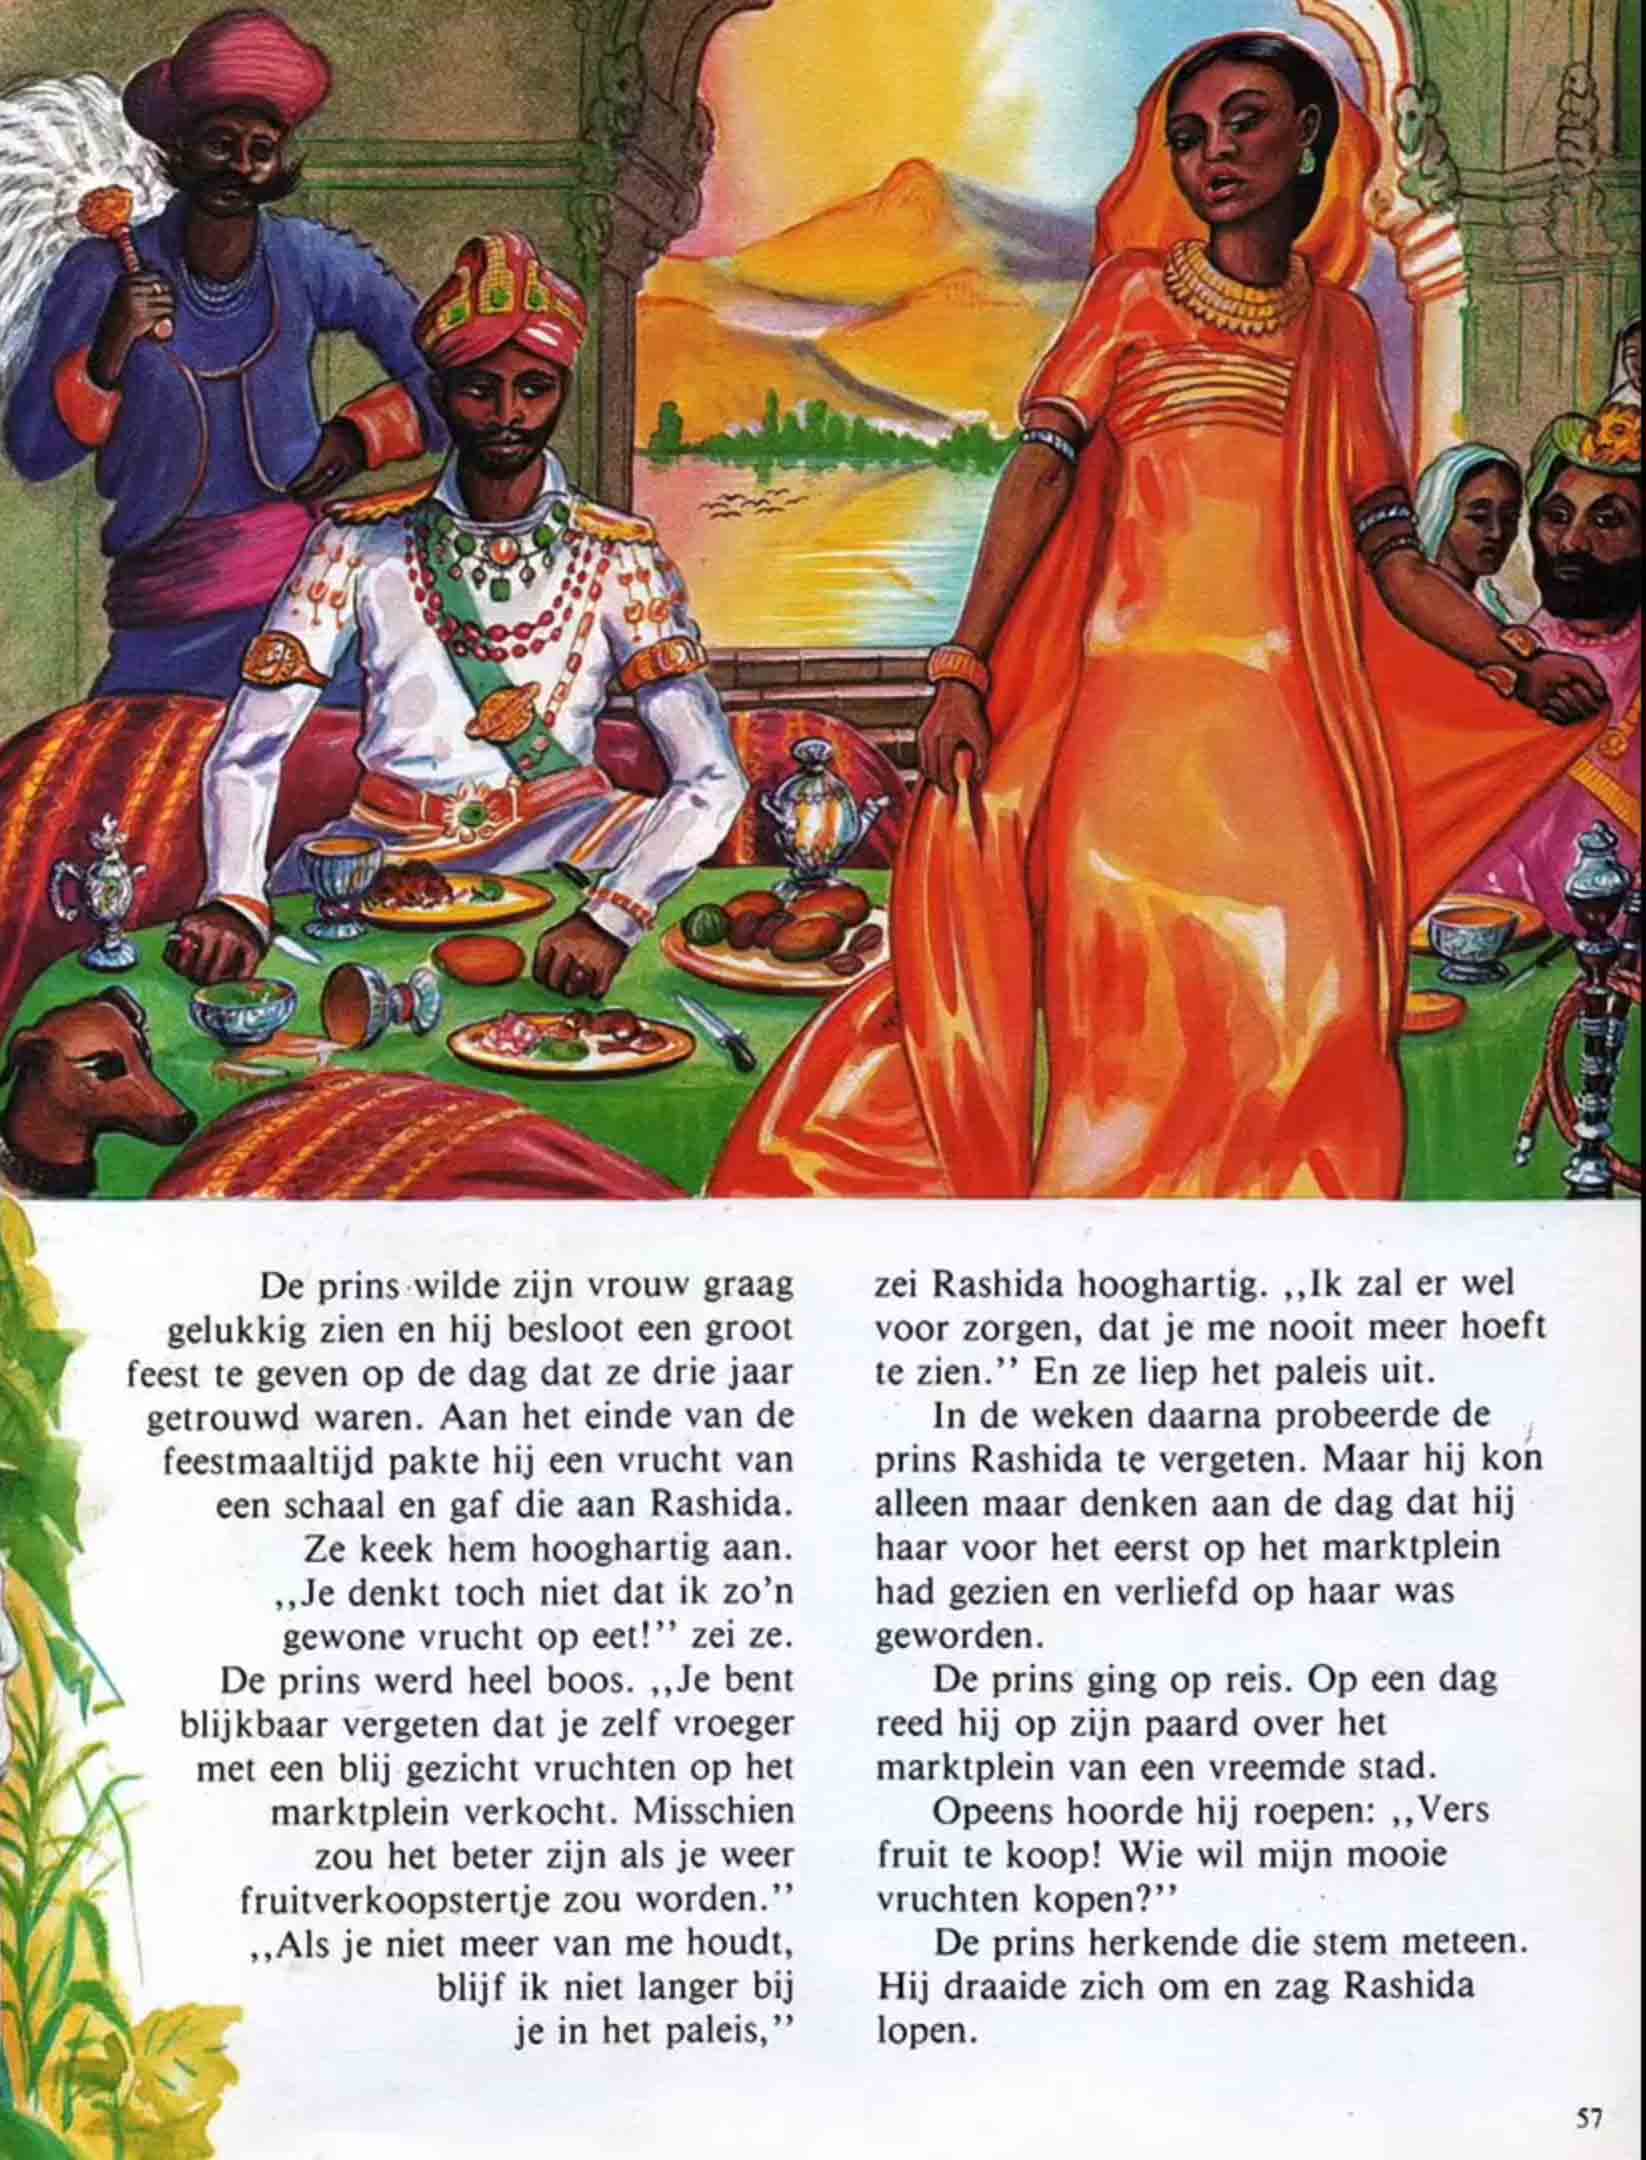 De prins wilde zijn vrouw graag
gelukkig zien en hij besloot een groot
feest te geven op de dag dat ze drie jaar
getrouwd waren. Aan het einde van de
feestmaaltijd pakte hij een vrucht van
een schaal en gaf die aan Rashida.
Ze keek hem hooghartig aan.
,,Je denkt toch niet dat ik zo'n
gewone vrucht op eet!’’ zei ze.
De prins werd heel boos. ,,Je bent
blijkbaar vergeten dat je zelf vroeger
met een blij gezicht vruchten op het
marktplein verkocht. Misschien
zou het beter zijn als je weer
fruitverkoopstertje zou worden.’’
,,Als je niet meer van me houdt,
blijf ik niet langer bij
je in het paleis,’’
zei Rashida hooghartig. ,,Ik zal er wel
voor zorgen, dat je me nooit meer hoeft
te zien.’’ En ze liep het paleis uit.
In de weken daarna probeerde de
prins Rashida te vergeten. Maar hij kon
alleen maar denken aan de dag dat hij
haar voor het eerst op het marktplein
had gezien en verliefd op haar was
geworden.
De prins ging op reis. Op een dag
reed hij op zijn paard over het
marktplein van een vreemde stad.
Opeens hoorde hij roepen: ,,Vers
fruit te koop! Wie wil mijn mooie
vruchten kopen?’’
De prins herkende die stem meteen.
Hij draaide zich om en zag Rashida
lopen.
57